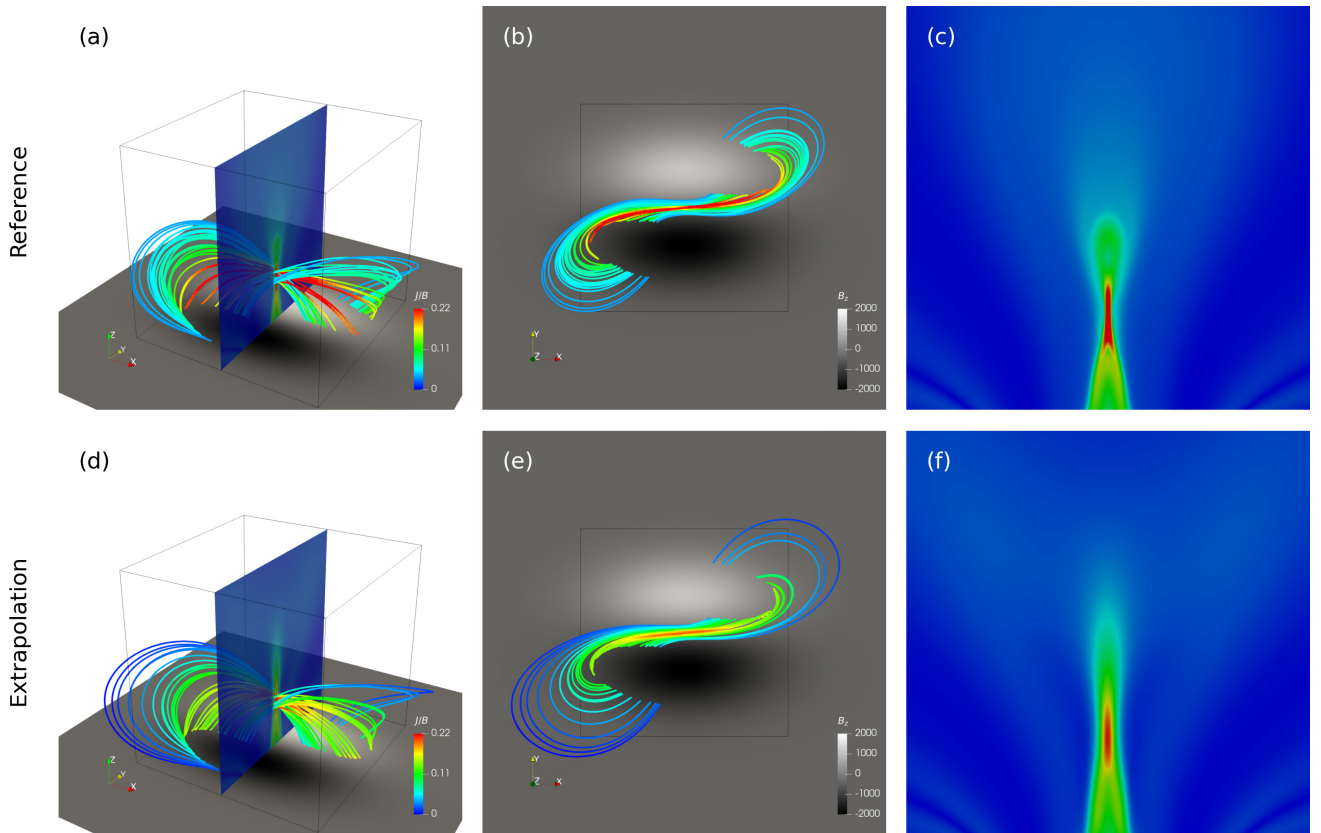 Reference
(a)
J/B
0.22
0.11
0
Z
Y
X
(b)
B_z
2000
1000
0
-1000
-2000
Y
Z
X
(c)
Extrapolation
(d)
J/B
0.22
0.11
0
Z
Y
X
(e)
B_z
2000
1000
0
-1000
-2000
Y
Z
X
(f)